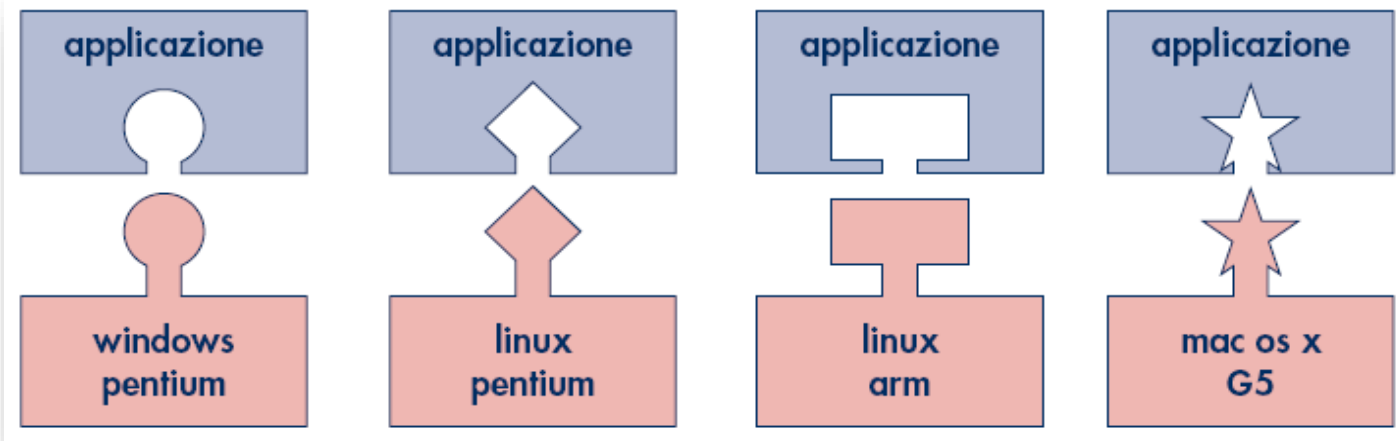 applicazione
applicazione
applicazione
applicazione
windows
pentium
linux
pentium
linux
arm
mac os x
G5